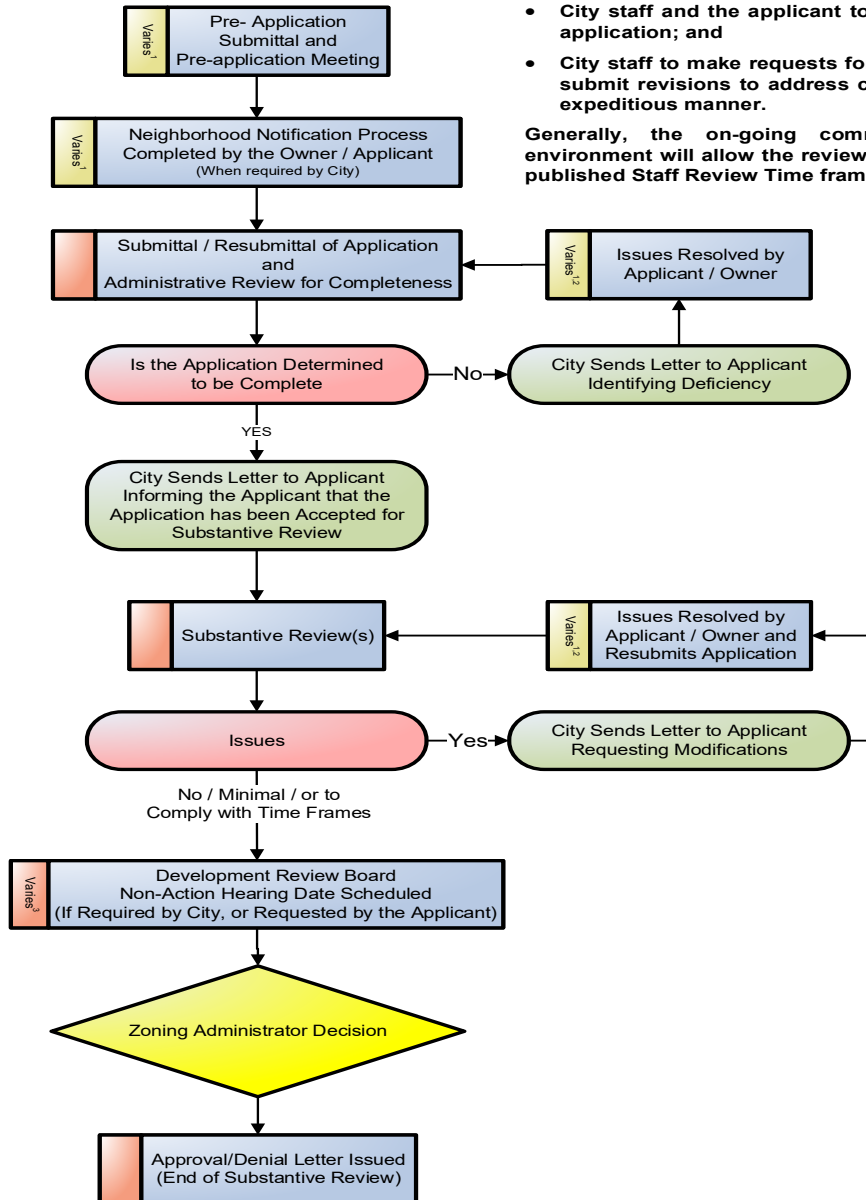 Varies1
Pre- Application
Submittal and
Pre-application Meeting
• City staff and the applicant to
application; and
• City staff to make requests fo
submit revisions to address o
expeditious manner.
Generally, the on-going comm
environment will allow the review
published Staff Review Time fram
Varies1
Neighborhood Notification Process
Completed by the Owner / Applicant
(When required by City)
Submittal / Resubmittal of Application
and
Administrative Review for Completeness
Varies1,2
Issues Resolved by
Applicant / Owner
Is the Application Determined
to be Complete
No
City Sends Letter to Applicant
Identifying Deficiency
YES
City Sends Letter to Applicant
Informing the Applicant that the
Application has been Accepted for
Substantive Review
Substantive Review(s)
Varies1,2
Issues Resolved by
Applicant / Owner and
Resubmits Application
Issues
Yes
City Sends Letter to Applicant
Requesting Modifications
No / Minimal / or to
Comply with Time Frames
Varies3
Development Review Board
Non-Action Hearing Date Scheduled
(If Required by City, or Requested by the Applicant)
Zoning Administrator Decision
Approval/Denial Letter Issued
(End of Substantive Review)